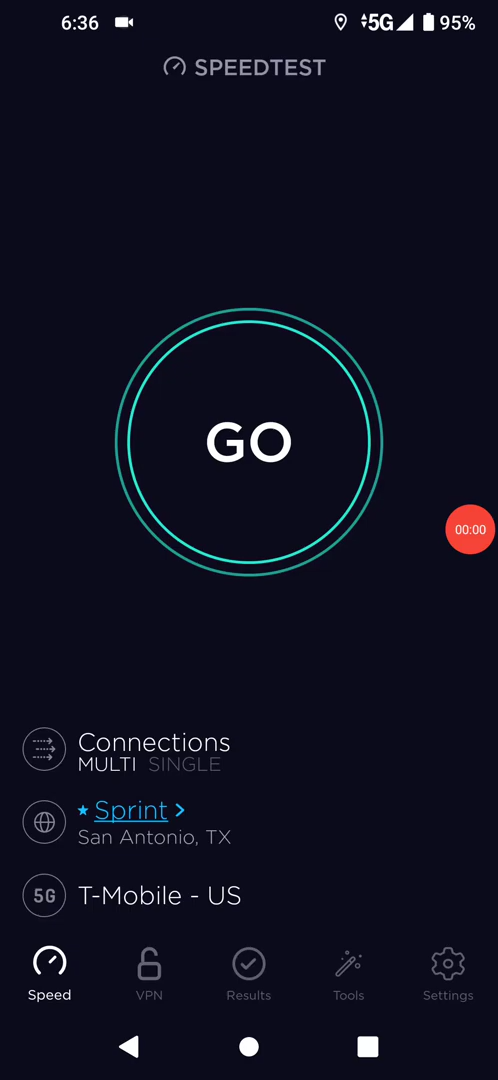 6:36 5G 95%
SPEEDTEST
GO
00:00
Connections
MULTI SINGLE
Sprint
San Antonio, TX
5G T-Mobile - US
Speed VPN Results Tools Settings